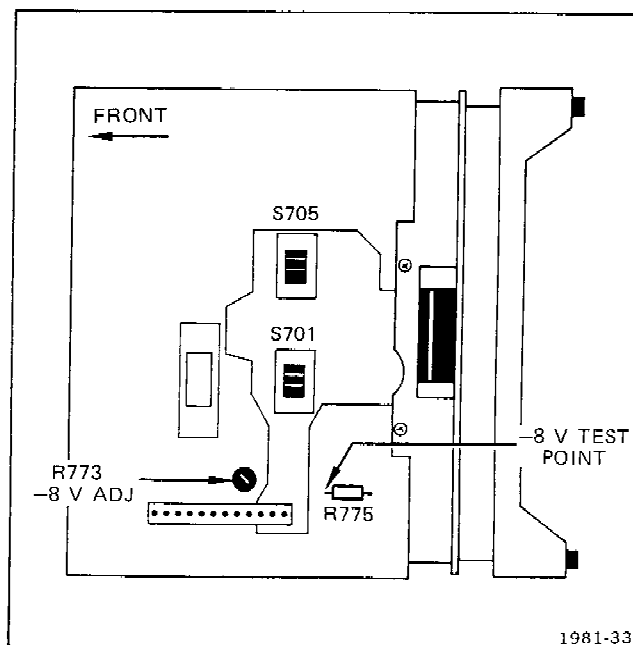 FRONT
S705
S701
–8 V TEST
POINT
R773
–8 V ADJ
R775
1981-33